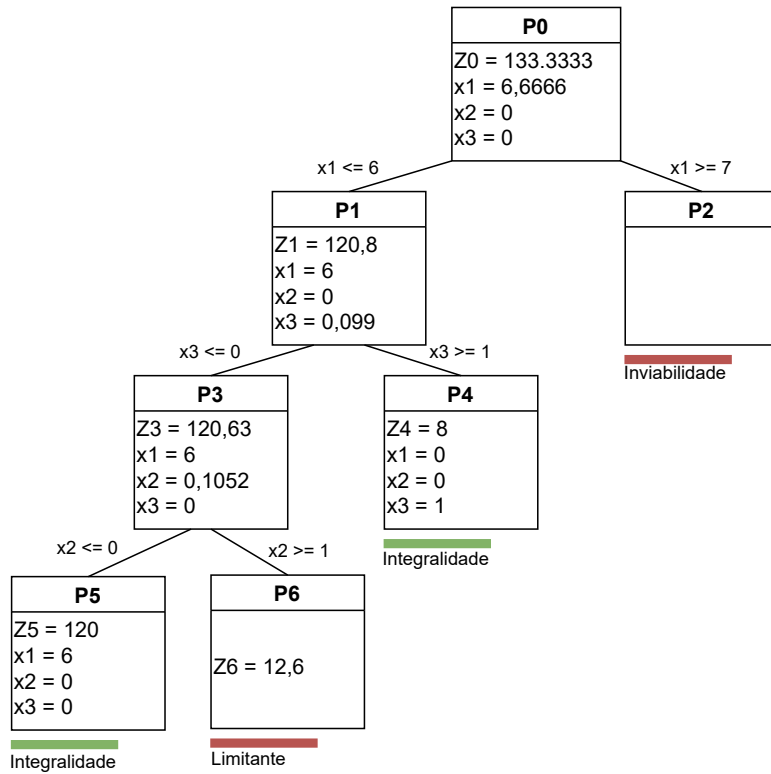 P0
Z0 = 133.3333
x1 = 6,6666
x2 = 0
x3 = 0
x1 <= 6
x1 >= 7
P1
Z1 = 120,8
x1 = 6
x2 = 0
x3 = 0,099
P2
Inviabilidade
x3 <= 0
x3 >= 1
P3
Z3 = 120,63
x1 = 6
x2 = 0,1052
x3 = 0
P4
Z4 = 8
x1 = 0
x2 = 0
x3 = 1
Integralidade
x2 <= 0
x2 >= 1
P5
Z5 = 120
x1 = 6
x2 = 0
x3 = 0
Integralidade
P6
Z6 = 12,6
Limitante